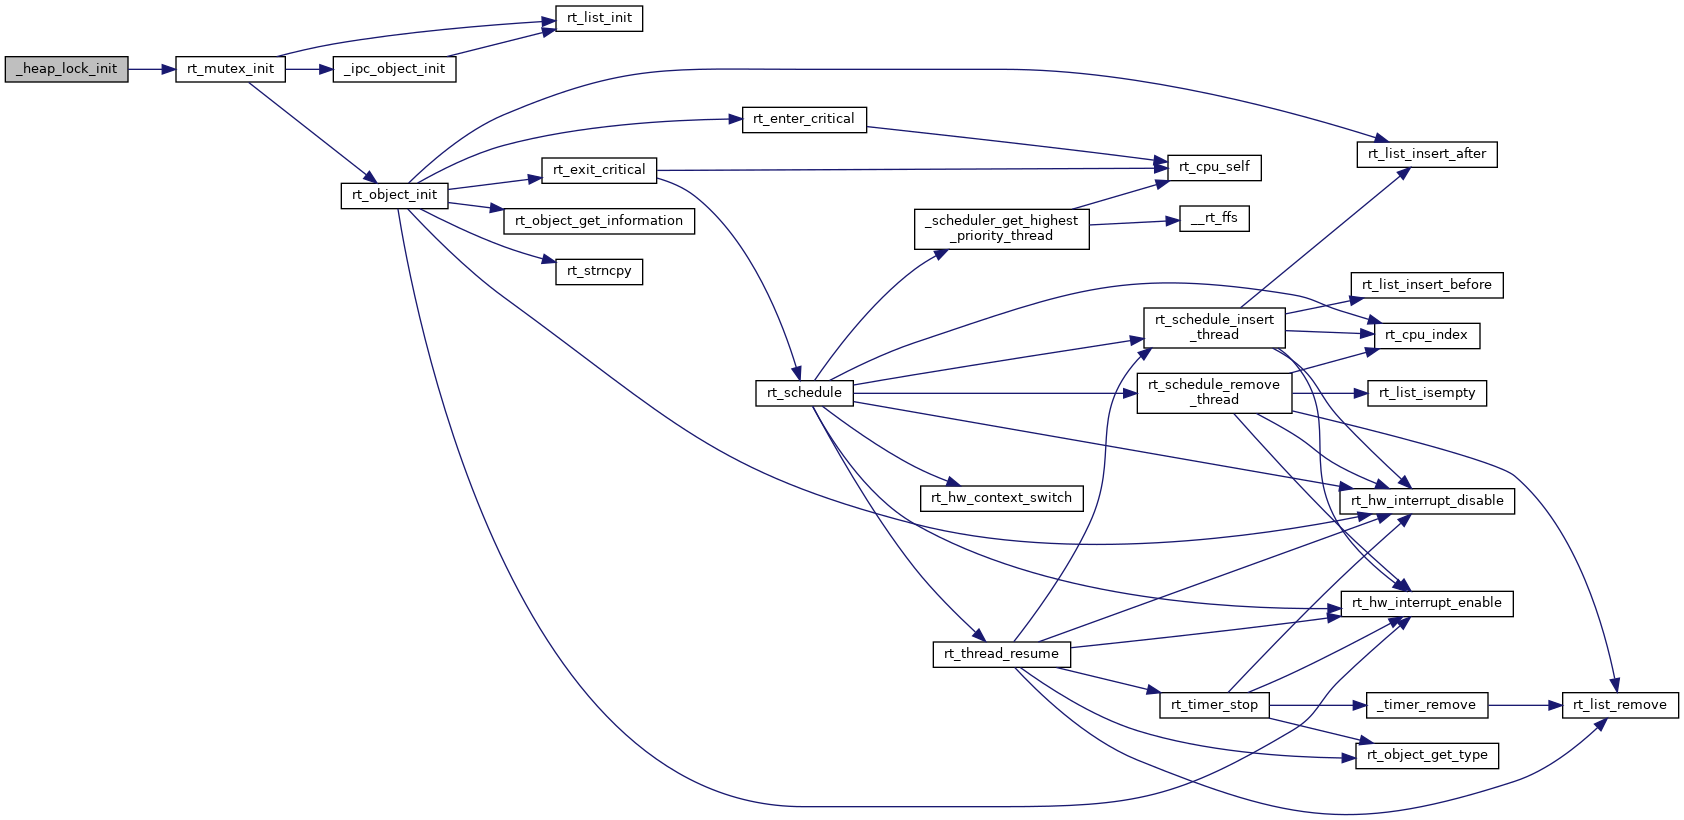 _heap_lock_init
rt_mutex_init
rt_list_init
_ipc_object_init
rt_object_init
rt_enter_critical
rt_exit_critical
rt_object_get_information
rt_strncpy
rt_list_insert_after
rt_cpu_self
_scheduler_get_highest
_priority_thread
__rt_ffs
rt_list_insert_before
rt_schedule_insert
_thread
rt_cpu_index
rt_schedule
rt_schedule_remove
_thread
rt_list_isempty
rt_hw_context_switch
rt_hw_interrupt_disable
rt_hw_interrupt_enable
rt_thread_resume
rt_timer_stop
_timer_remove
rt_list_remove
rt_object_get_type